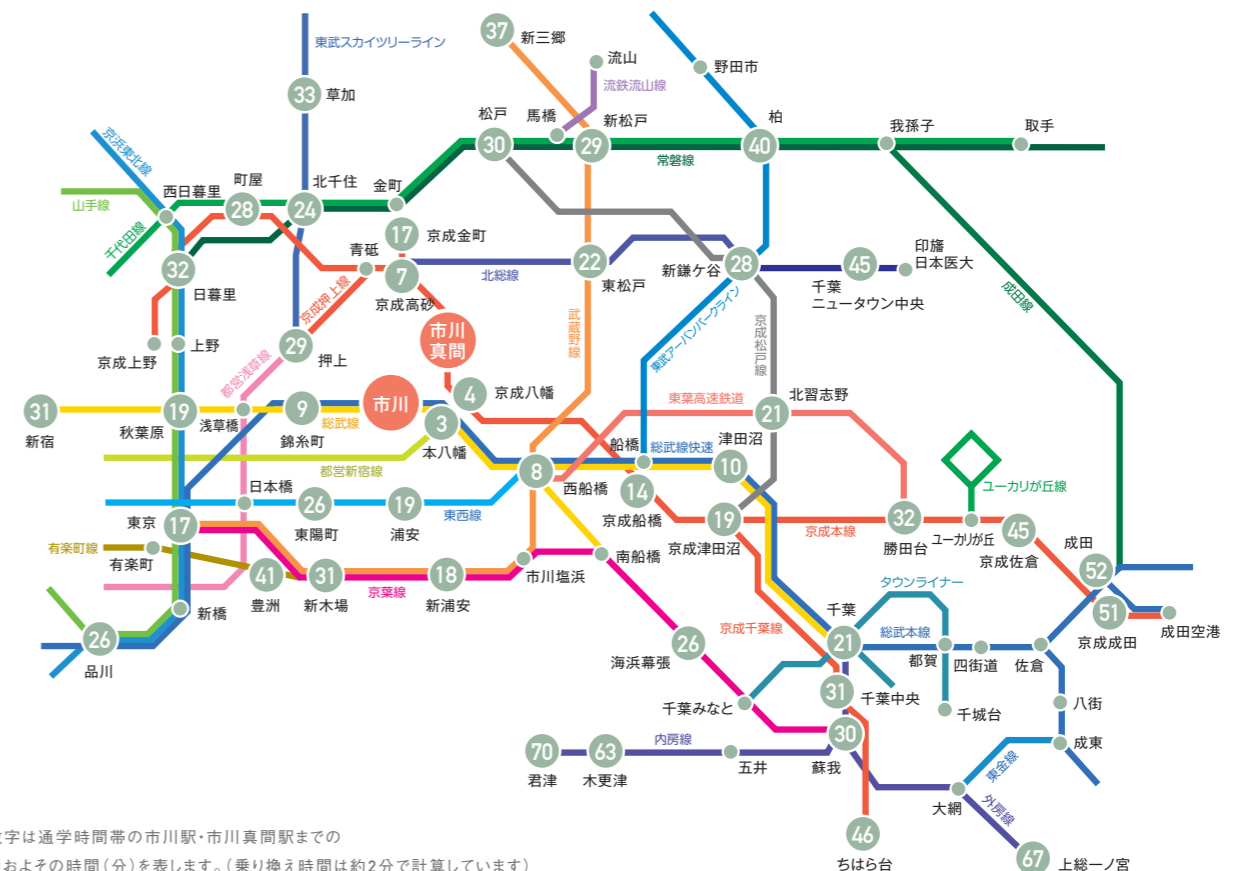 東武スカイツリーライン
37
新三郷
流山
野田市
流鉄流山線
33
草加
松戸
馬橋
新松戸
柏
我孫子
取手
京浜東北線
30
29
40
常磐線
西日暮里
町屋
北千住
金町
山手線
28
24
千代田線
17
京成金町
青砥
32
日暮里
7
京成高砂
北総線
22
東松戸
新鎌ケ谷
28
45
千葉
ニュータウン中央
印旛
日本医大
成田線
京成押上線
京成上野
上野
29
押上
市川
真間
武蔵野線
東武アーバンパークライン
京成松戸線
都営浅草線
31
新宿
19
秋葉原
浅草橋
9
錦糸町
総武線
市川
4
京成八幡
3
本八幡
東葉高速鉄道
21
北習志野
都営新宿線
船橋
総武線快速
津田沼
10
8
西船橋
日本橋
26
東陽町
19
浦安
東西線
14
京成船橋
19
京成津田沼
京成本線
32
勝田台
ユーカリが丘線
ユーカリが丘
45
京成佐倉
東京
17
有楽町線
有楽町
41
豊洲
31
新木場
京葉線
18
新浦安
市川塩浜
南船橋
成田
52
51
京成成田
成田空港
新橋
26
品川
タウンライナー
千葉
21
総武本線
都賀
四街道
佐倉
京成千葉線
26
海浜幕張
31
千葉中央
千葉みなと
千城台
八街
30
蘇我
成東
70
君津
63
木更津
内房線
五井
東金線
大網
外房線
46
ちはら台
67
上総一ノ宮
字は通学時間帯の市川駅・市川真間駅までの
およその時間(分)を表します。(乗り換え時間は約2分で計算しています)